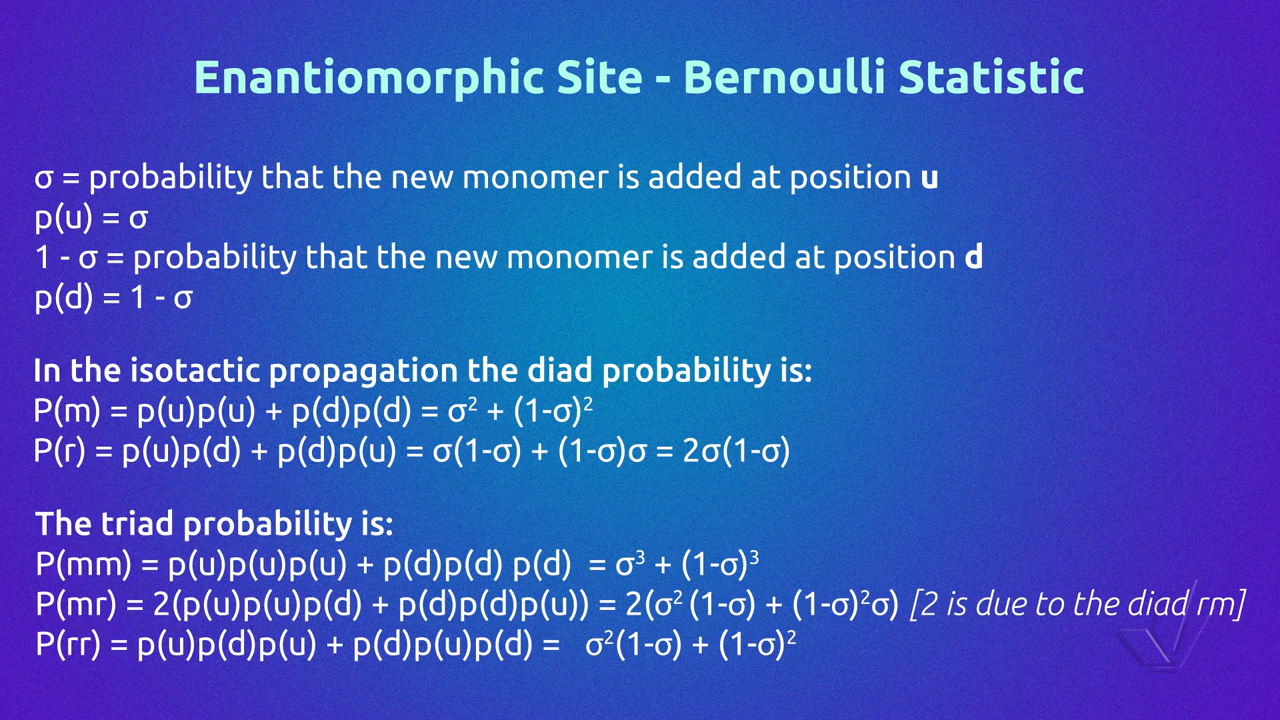 Enantiomorphic Site - Bernoulli Statistic
σ = probability that the new monomer is added at position u
p(u) = σ
1 - σ = probability that the new monomer is added at position d
p(d) = 1 - σ
In the isotactic propagation the diad probability is:
P(m) = p(u)p(u) + p(d)p(d) = σ² + (1-σ)²
P(r) = p(u)p(d) + p(d)p(u) = σ(1-σ) + (1-σ)σ = 2σ(1-σ)
The triad probability is:
P(mm) = p(u)p(u)p(u) + p(d)p(d) p(d) = σ³ + (1-σ)³
P(mr) = 2(p(u)p(u)p(d) + p(d)p(d)p(u)) = 2(σ² (1-σ) + (1-σ)²σ) [2 is due to the diad rm]
P(rr) = p(u)p(d)p(u) + p(d)p(u)p(d) = σ²(1-σ) + (1-σ)²